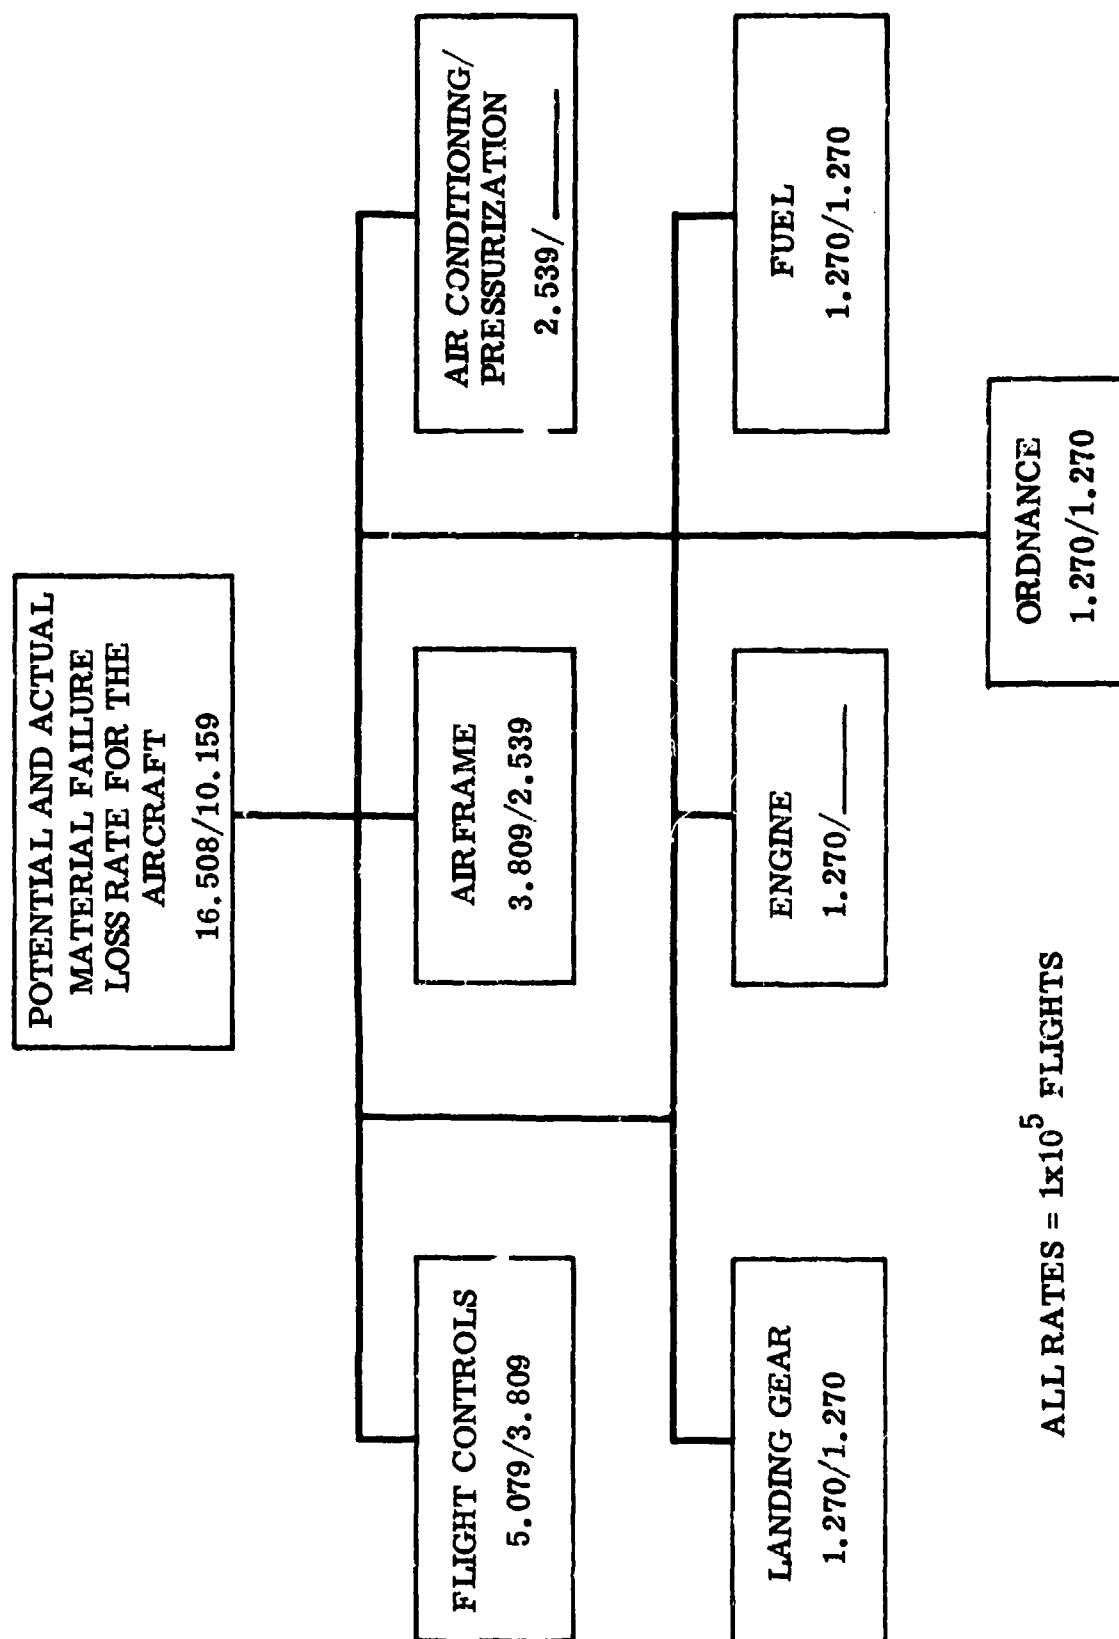 POTENTIAL AND ACTUAL
MATERIAL FAILURE
LOSS RATE FOR THE
AIRCRAFT
16.508/10.159
FLIGHT CONTROLS
5.079/3.809
AIRFRAME
3.809/2.539
AIR CONDITIONING/
PRESSURIZATION
2.539/____
LANDING GEAR
1.270/1.270
ENGINE
1.270/____
FUEL
1.270/1.270
ORDNANCE
1.270/1.270
ALL RATES = 1x10⁵ FLIGHTS